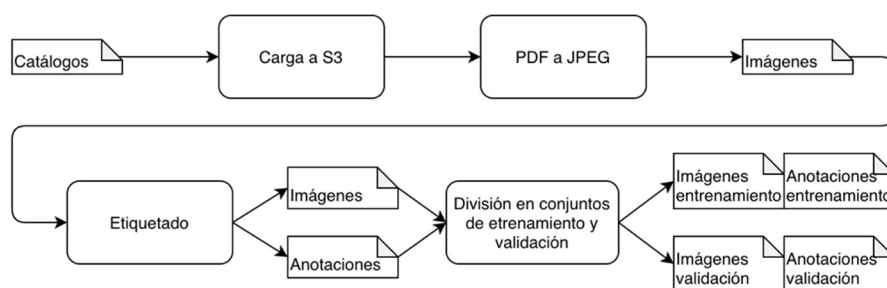 Catálogos
Carga a S3
PDF a JPEG
Imágenes
Etiquetado
Imágenes
Anotaciones
División en conjuntos
de etrenamiento y
validación
Imágenes
entrenamiento
Anotaciones
entrenamiento
Imágenes
validación
Anotaciones
validación